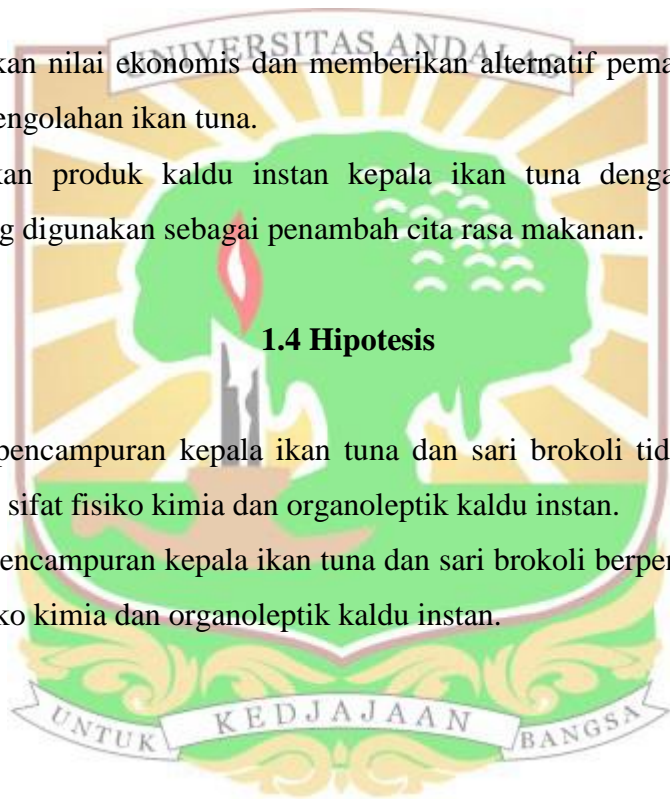 UNIVERSITAS ANDALAS
kan nilai ekonomis dan memberikan alternatif pema
engolahan ikan tuna.
kan produk kaldu instan kepala ikan tuna denga
g digunakan sebagai penambah cita rasa makanan.
1.4 Hipotesis
pencampuran kepala ikan tuna dan sari brokoli tid
sifat fisiko kimia dan organoleptik kaldu instan.
encampuran kepala ikan tuna dan sari brokoli berpen
ko kimia dan organoleptik kaldu instan.
UNTUK KEDJAJAAN BANGSA